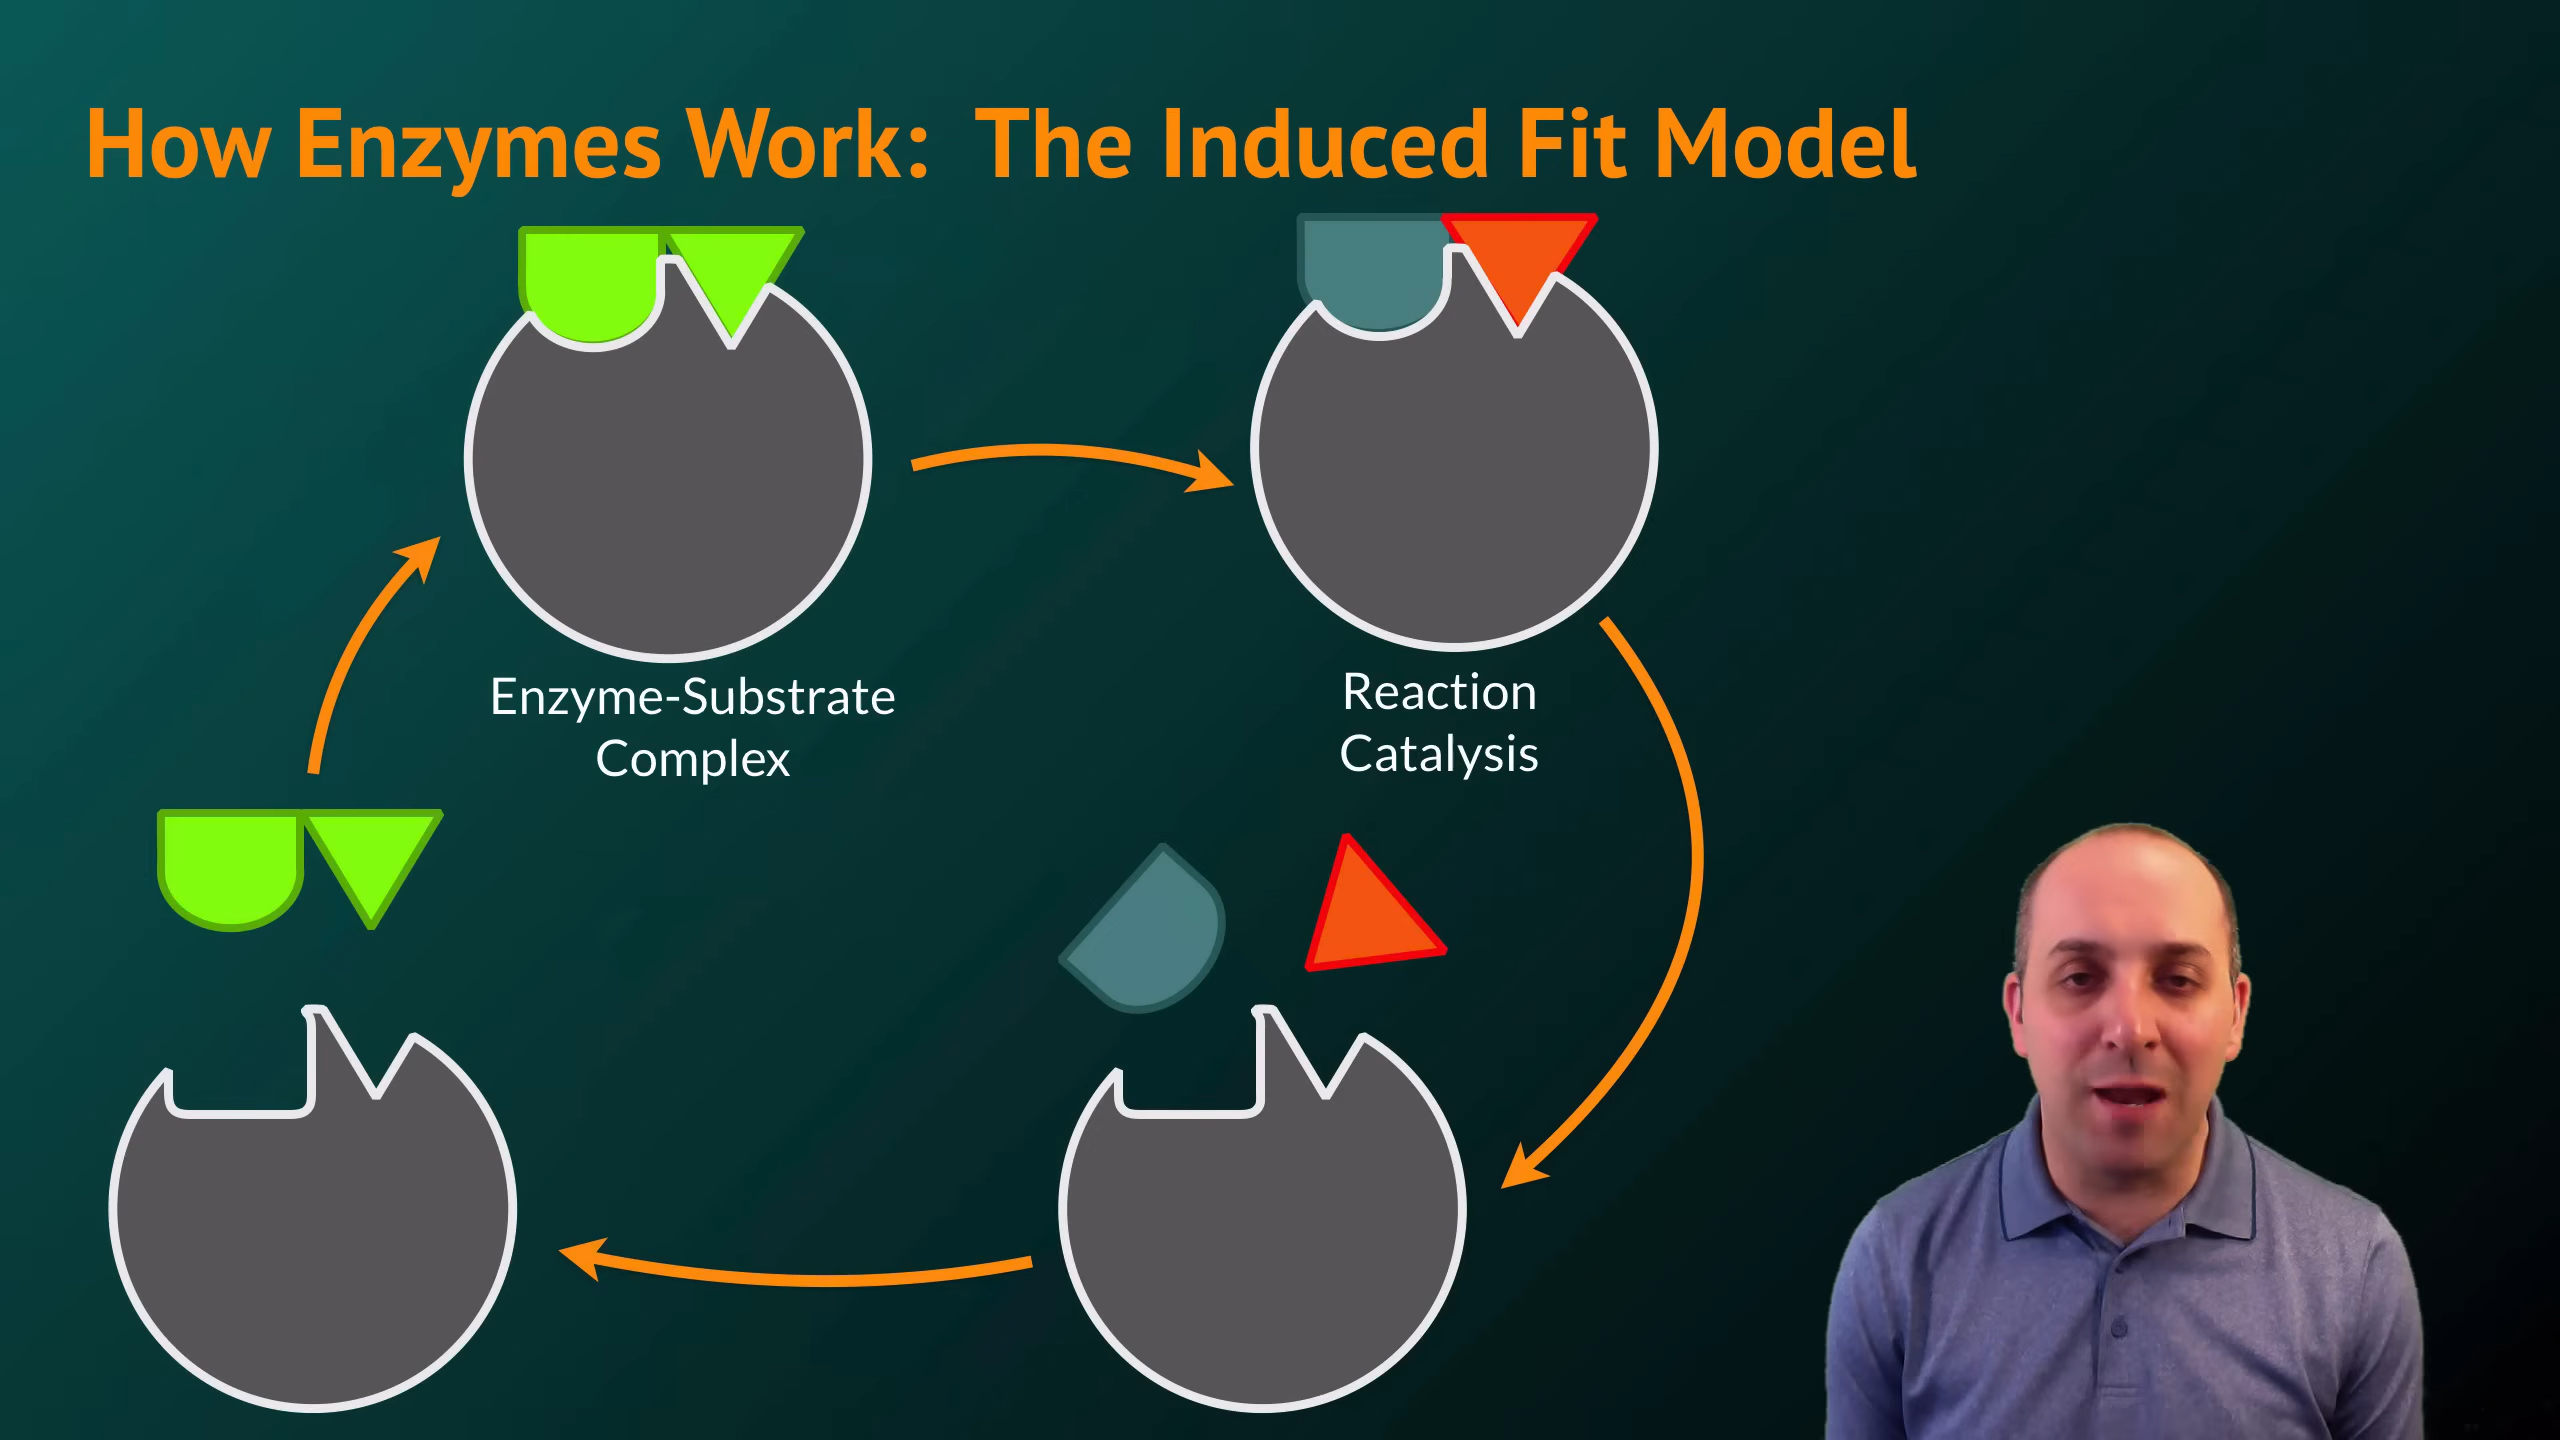 How Enzymes Work: The Induced Fit Model
Enzyme-Substrate
Complex
Reaction
Catalysis